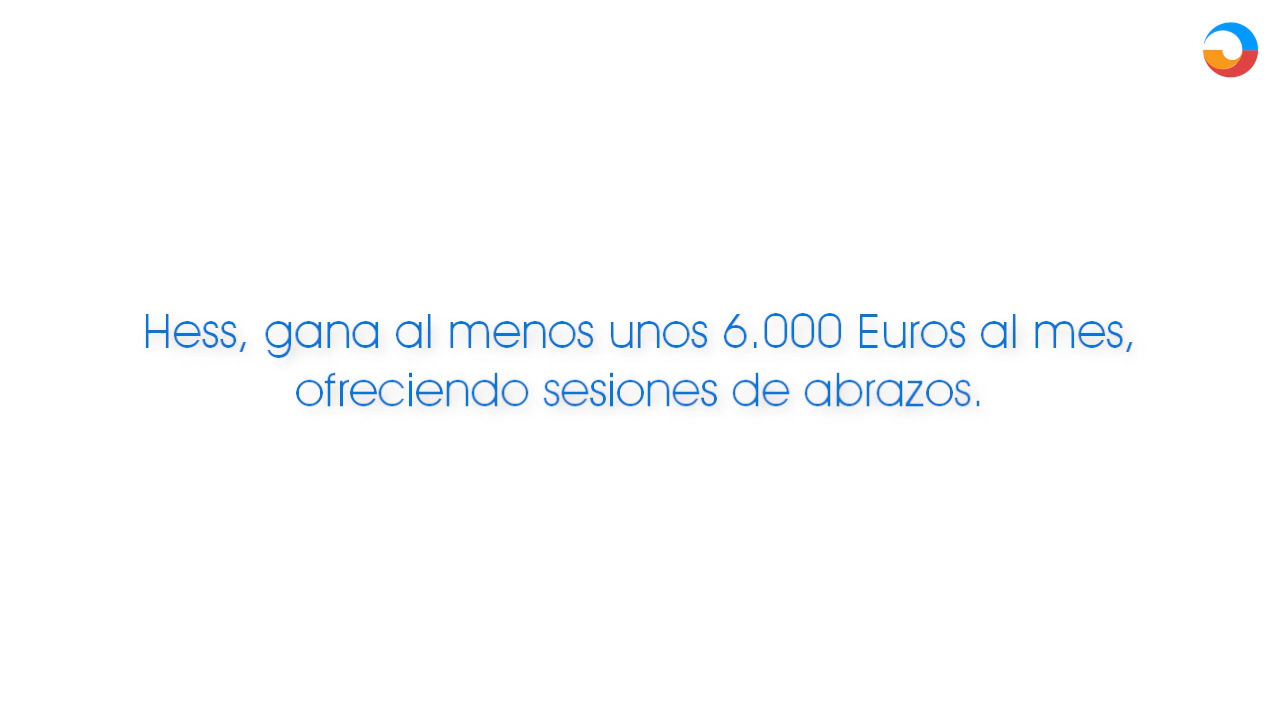 Hess, gana al menos unos 6.000 Euros al mes,
ofreciendo sesiones de abrazos.